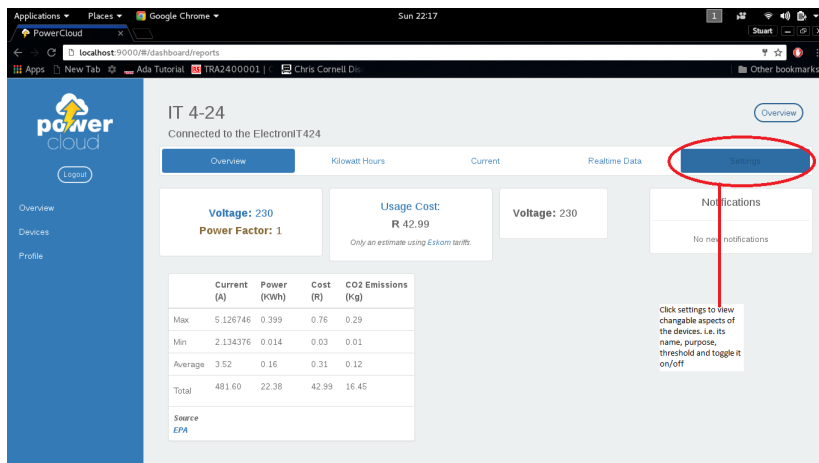 Applications Places Google Chrome Sun 22:17 1
PowerCloud × Stuart
localhost:9000/#/dashboard/reports
Apps New Tab Ada Tutorial TRA2400001 | Chris Cornell Dis Other bookmarks
power
cloud
Logout
Overview
Devices
Profile
IT 4-24 Overview
Connected to the ElectronIT424
Overview Kilowatt Hours Current Realtime Data Settings
Voltage: 230
Power Factor: 1
Usage Cost:
R 42.99
Only an estimate using Eskom tariffs.
Voltage: 230
Notifications
No new notifications
Current Power Cost CO2 Emissions
(A) (KWh) (R) (Kg)
Max 5.126746 0.399 0.76 0.29
Min 2.134376 0.014 0.03 0.01
Average 3.52 0.16 0.31 0.12
Total 481.60 22.38 42.99 16.45
Source
EPA
Click settings to view
changable aspects of
the devices. i.e. its
name, purpose,
threshold and toggle it
on/off